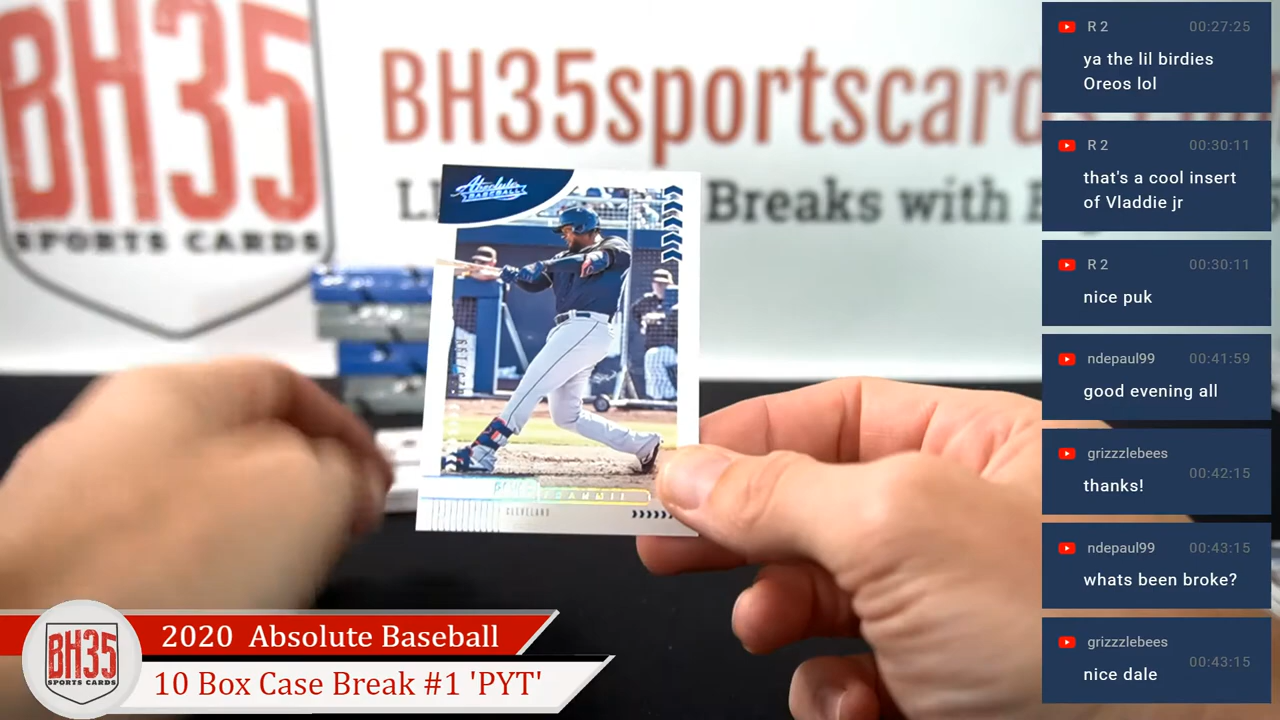 BH35
SPORTS CARDS
BH35sportscards
Breaks with
Absolute
BASEBALL
CLEVELAND
R 2 00:27:25
ya the lil birdies
Oreos lol
R 2 00:30:11
that's a cool insert
of Vladdie jr
R 2 00:30:11
nice puk
ndepaul99 00:41:59
good evening all
grizzzlebees 00:42:15
thanks!
ndepaul99 00:43:15
whats been broke?
grizzzlebees 00:43:15
nice dale
BH35
SPORTS CARDS
2020 Absolute Baseball
10 Box Case Break #1 'PYT'